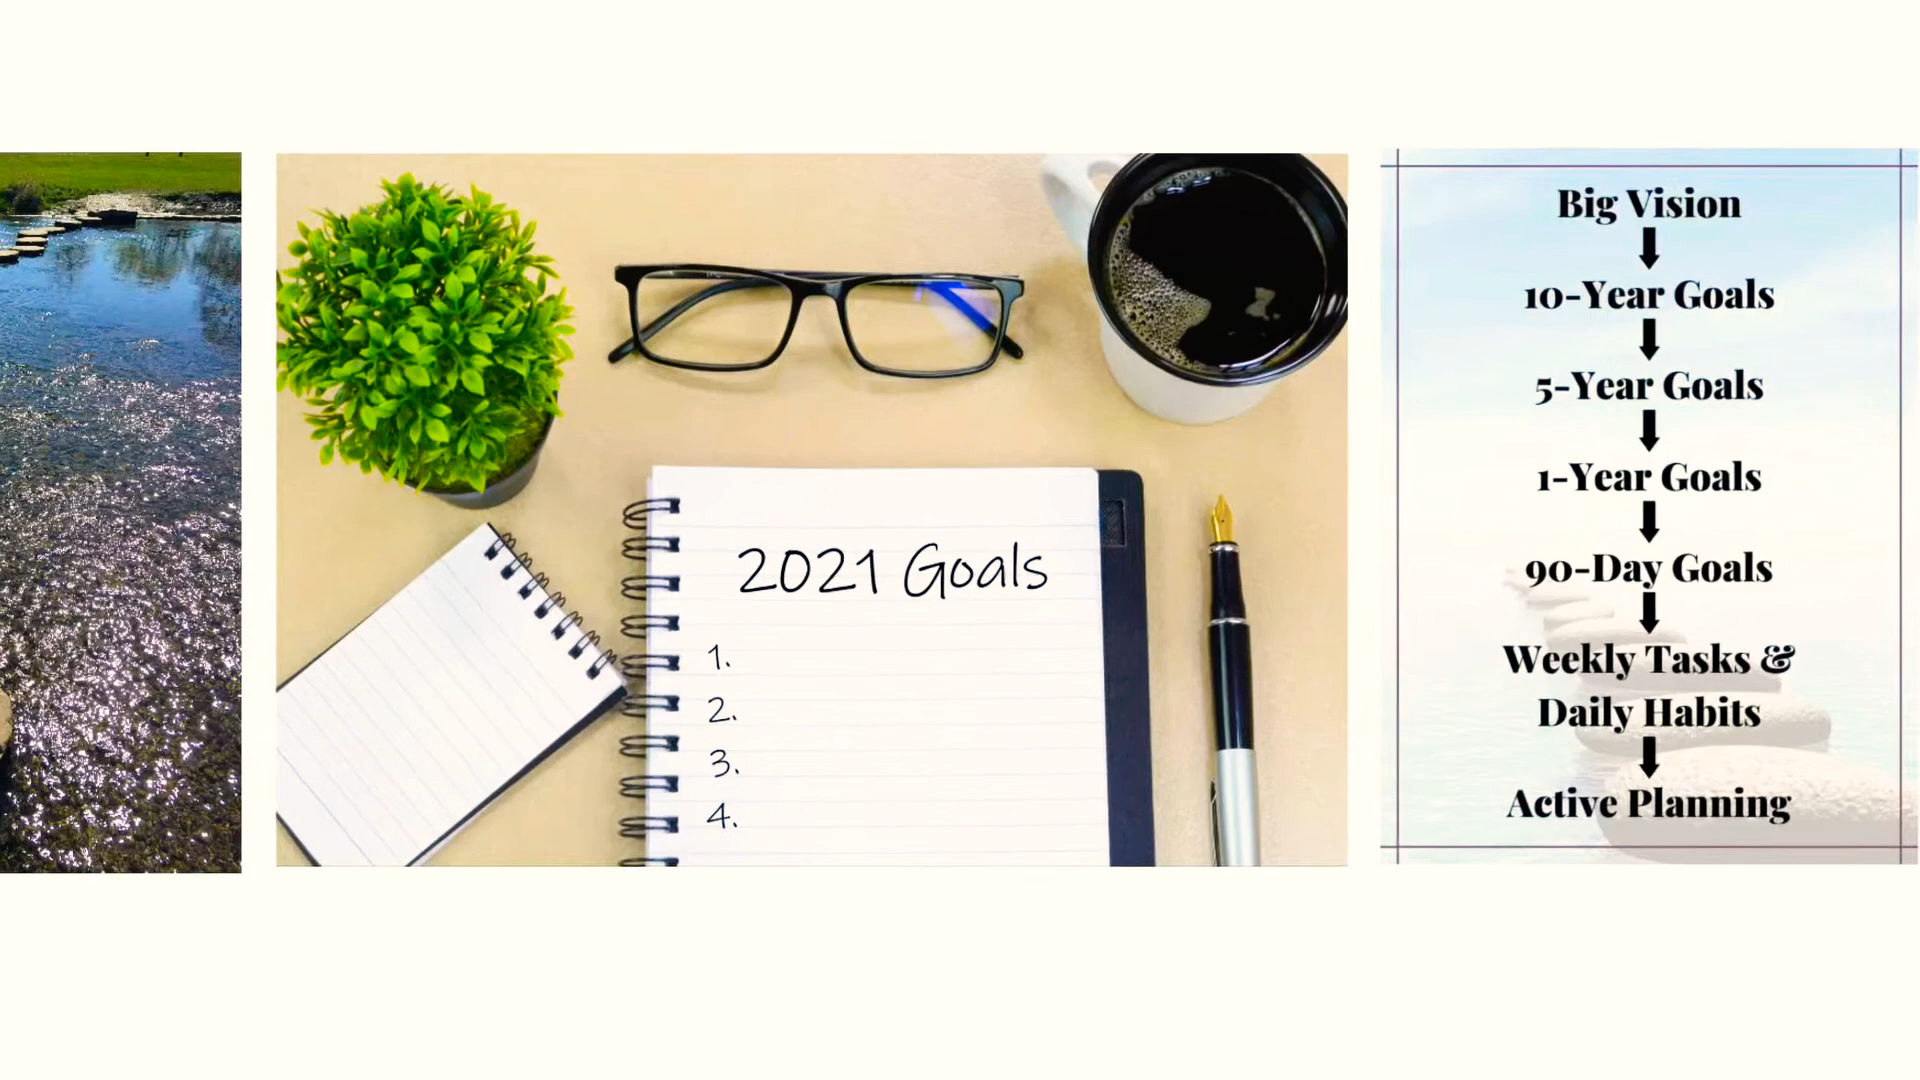 2021 Goals
1.
2.
3.
4.
Big Vision
10-Year Goals
5-Year Goals
1-Year Goals
90-Day Goals
Weekly Tasks &
Daily Habits
Active Planning